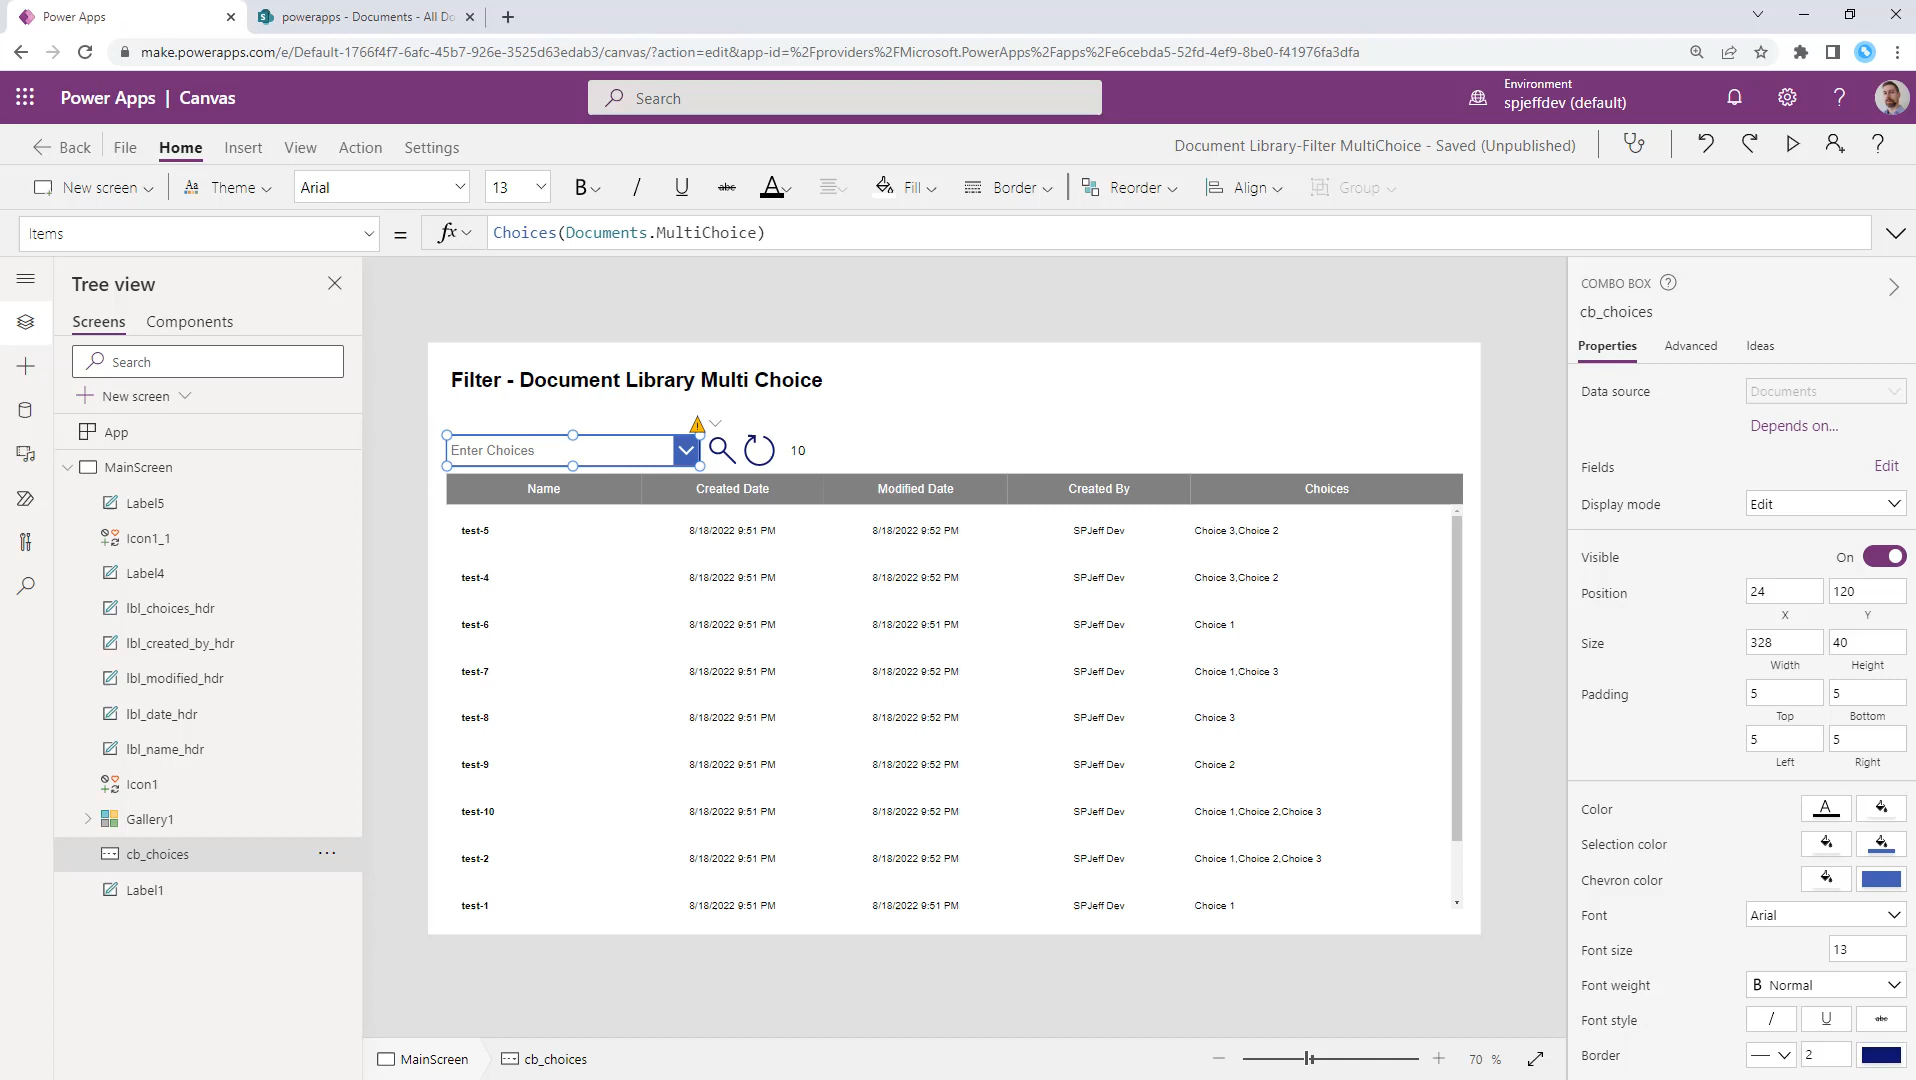 Power Apps
powerapps - Documents - All Do
make.powerapps.com/e/Default-1766f4f7-6afc-45b7-926e-3525d63edab3/canvas/?action=edit&app-id=%2Fproviders%2FMicrosoft.PowerApps%2Fapps%2Fe6cebda5-52fd-4ef9-8be0-f41976fa3dfa
Power Apps | Canvas
Search
Environment
spjeffdev (default)
Back
File
Home
Insert
View
Action
Settings
Document Library-Filter MultiChoice - Saved (Unpublished)
New screen
Theme
Arial
13
B
/
U
abc
A
Fill
Border
Reorder
Align
Group
Items
=
fx
Choices(Documents.MultiChoice)
Tree view
Screens
Components
Search
New screen
App
MainScreen
Label5
Icon1_1
Label4
lbl_choices_hdr
lbl_created_by_hdr
lbl_modified_hdr
lbl_date_hdr
lbl_name_hdr
Icon1
Gallery1
cb_choices
Label1
Filter - Document Library Multi Choice
Enter Choices
10
Name Created Date Modified Date Created By Choices
test-5 8/18/2022 9:51 PM 8/18/2022 9:52 PM SPJeff Dev Choice 3,Choice 2
test-4 8/18/2022 9:51 PM 8/18/2022 9:52 PM SPJeff Dev Choice 3,Choice 2
test-6 8/18/2022 9:51 PM 8/18/2022 9:52 PM SPJeff Dev Choice 1
test-7 8/18/2022 9:51 PM 8/18/2022 9:52 PM SPJeff Dev Choice 1,Choice 3
test-8 8/18/2022 9:51 PM 8/18/2022 9:52 PM SPJeff Dev Choice 3
test-9 8/18/2022 9:51 PM 8/18/2022 9:52 PM SPJeff Dev Choice 2
test-10 8/18/2022 9:51 PM 8/18/2022 9:52 PM SPJeff Dev Choice 1,Choice 2,Choice 3
test-2 8/18/2022 9:51 PM 8/18/2022 9:52 PM SPJeff Dev Choice 1,Choice 2,Choice 3
test-1 8/18/2022 9:51 PM 8/18/2022 9:51 PM SPJeff Dev Choice 1
MainScreen
cb_choices
70 %
COMBO BOX
cb_choices
Properties
Advanced
Ideas
Data source
Documents
Depends on...
Fields
Edit
Display mode
Edit
Visible
On
Position
24
120
X
Y
Size
328
40
Width
Height
Padding
5
5
Top
Bottom
5
5
Left
Right
Color
A
Selection color
Chevron color
Font
Arial
Font size
13
Font weight
B Normal
Font style
/
U
abc
Border
2